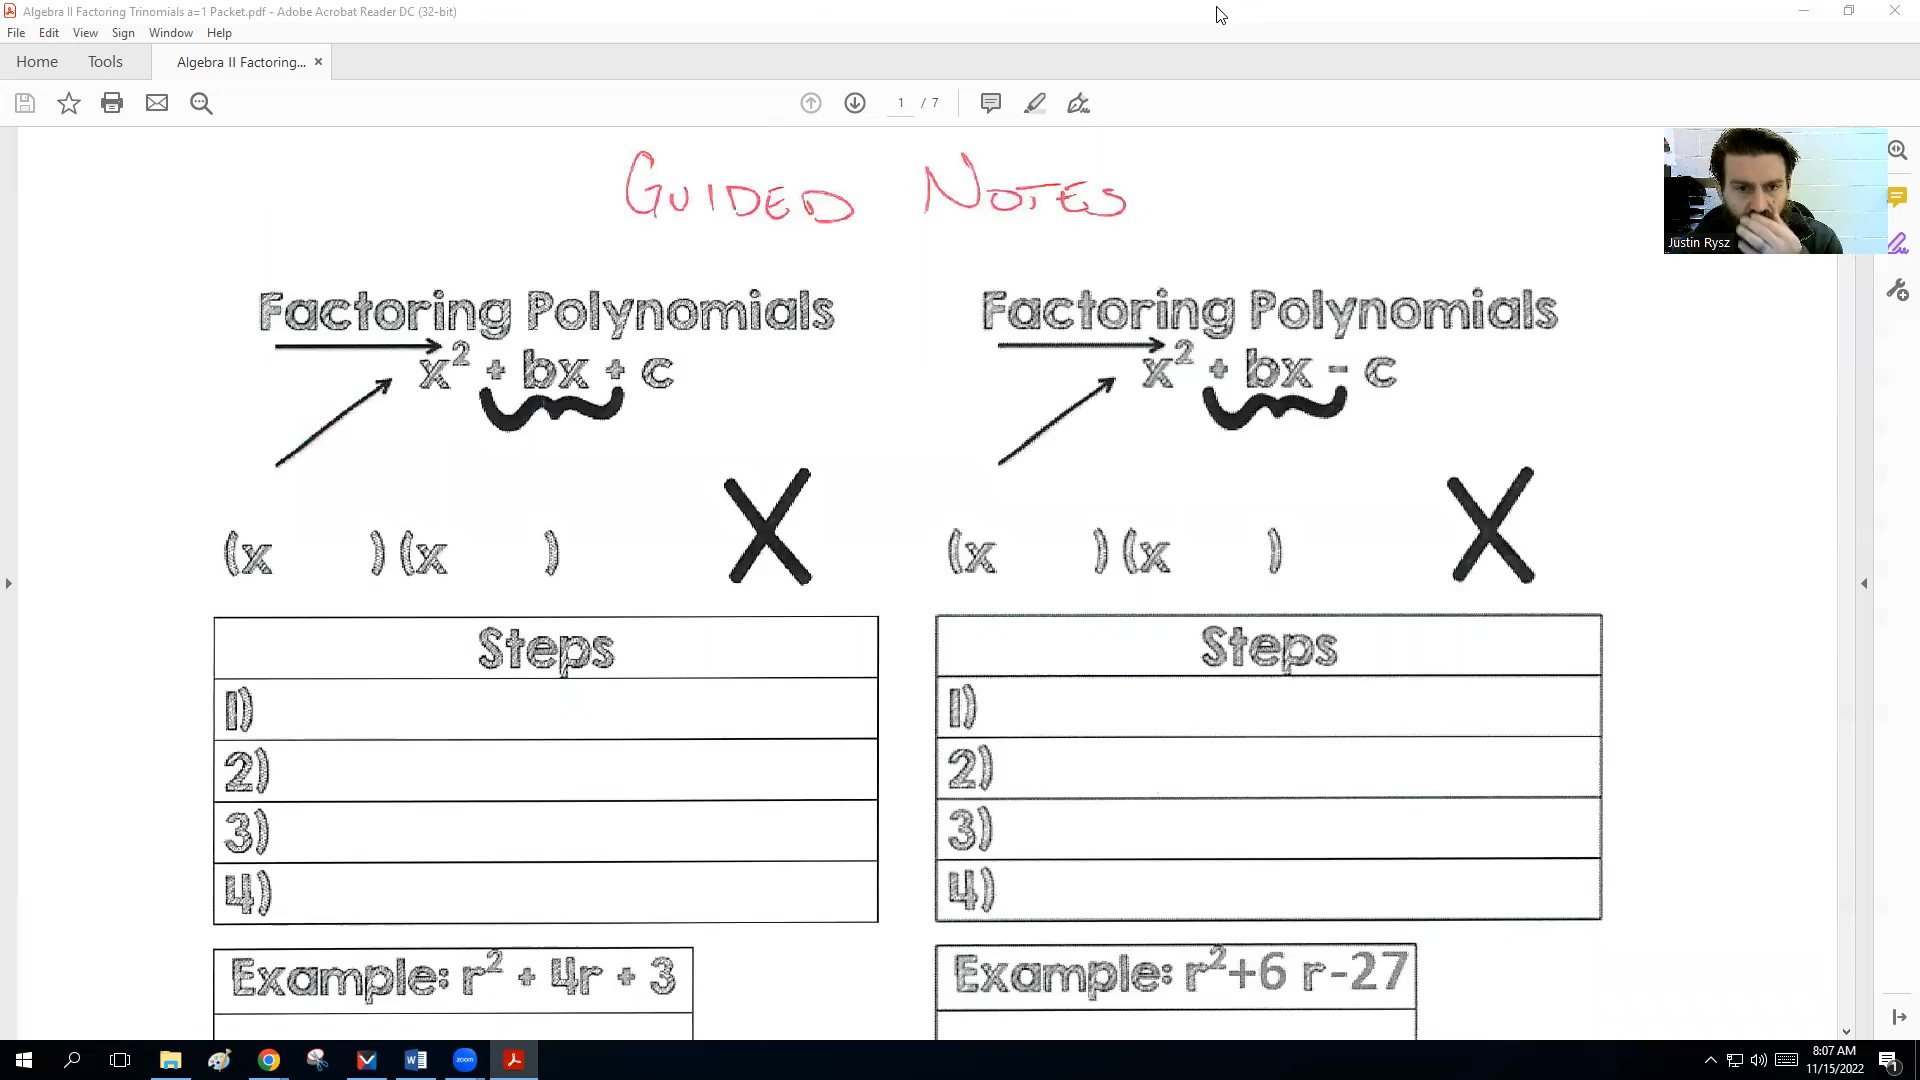 Algebra II Factoring Trinomials a=1 Packet.pdf - Adobe Acrobat Reader DC (32-bit)
File Edit View Sign Window Help
Home Tools Algebra II Factoring... ×
1 / 7
GUIDED NOTES
Justin Rysz
Factoring Polynomials
x² + bx + c
(x ) (x )
X
Steps
1)
2)
3)
4)
Example: r² + 4r + 3
Factoring Polynomials
x² + bx - c
(x ) (x )
X
Steps
1)
2)
3)
4)
Example: r²+6 r-27
zoom
8:07 AM
11/15/2022
1